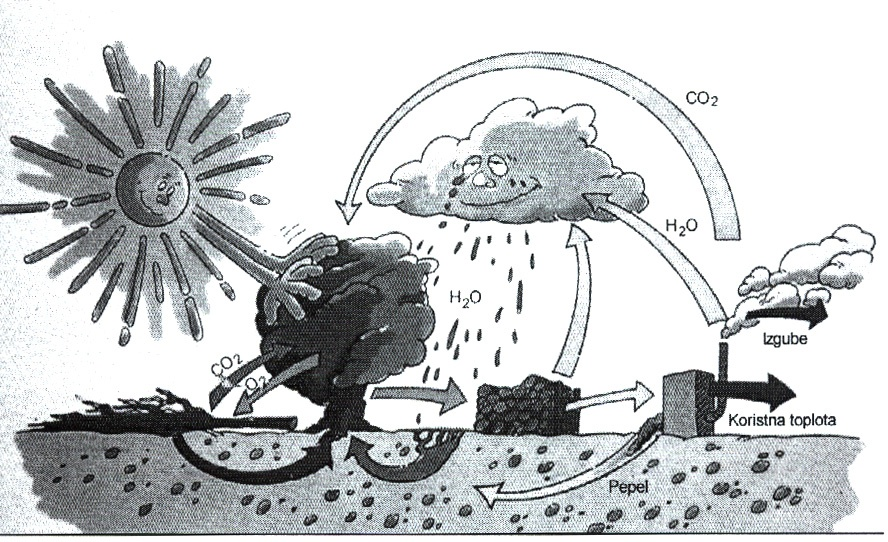 CO₂
H₂O
H₂O
Izgube
CO₂
O₂
Koristna toplota
Pepel